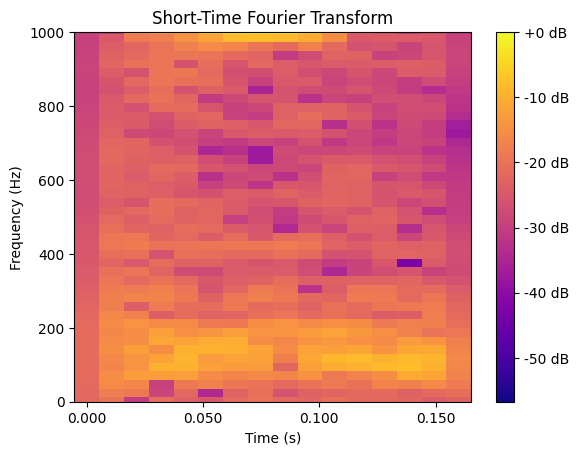 Short-Time Fourier Transform
1000
800
600
400
200
0
Frequency (Hz)
0.000
0.050
0.100
0.150
Time (s)
+0 dB
-10 dB
-20 dB
-30 dB
-40 dB
-50 dB